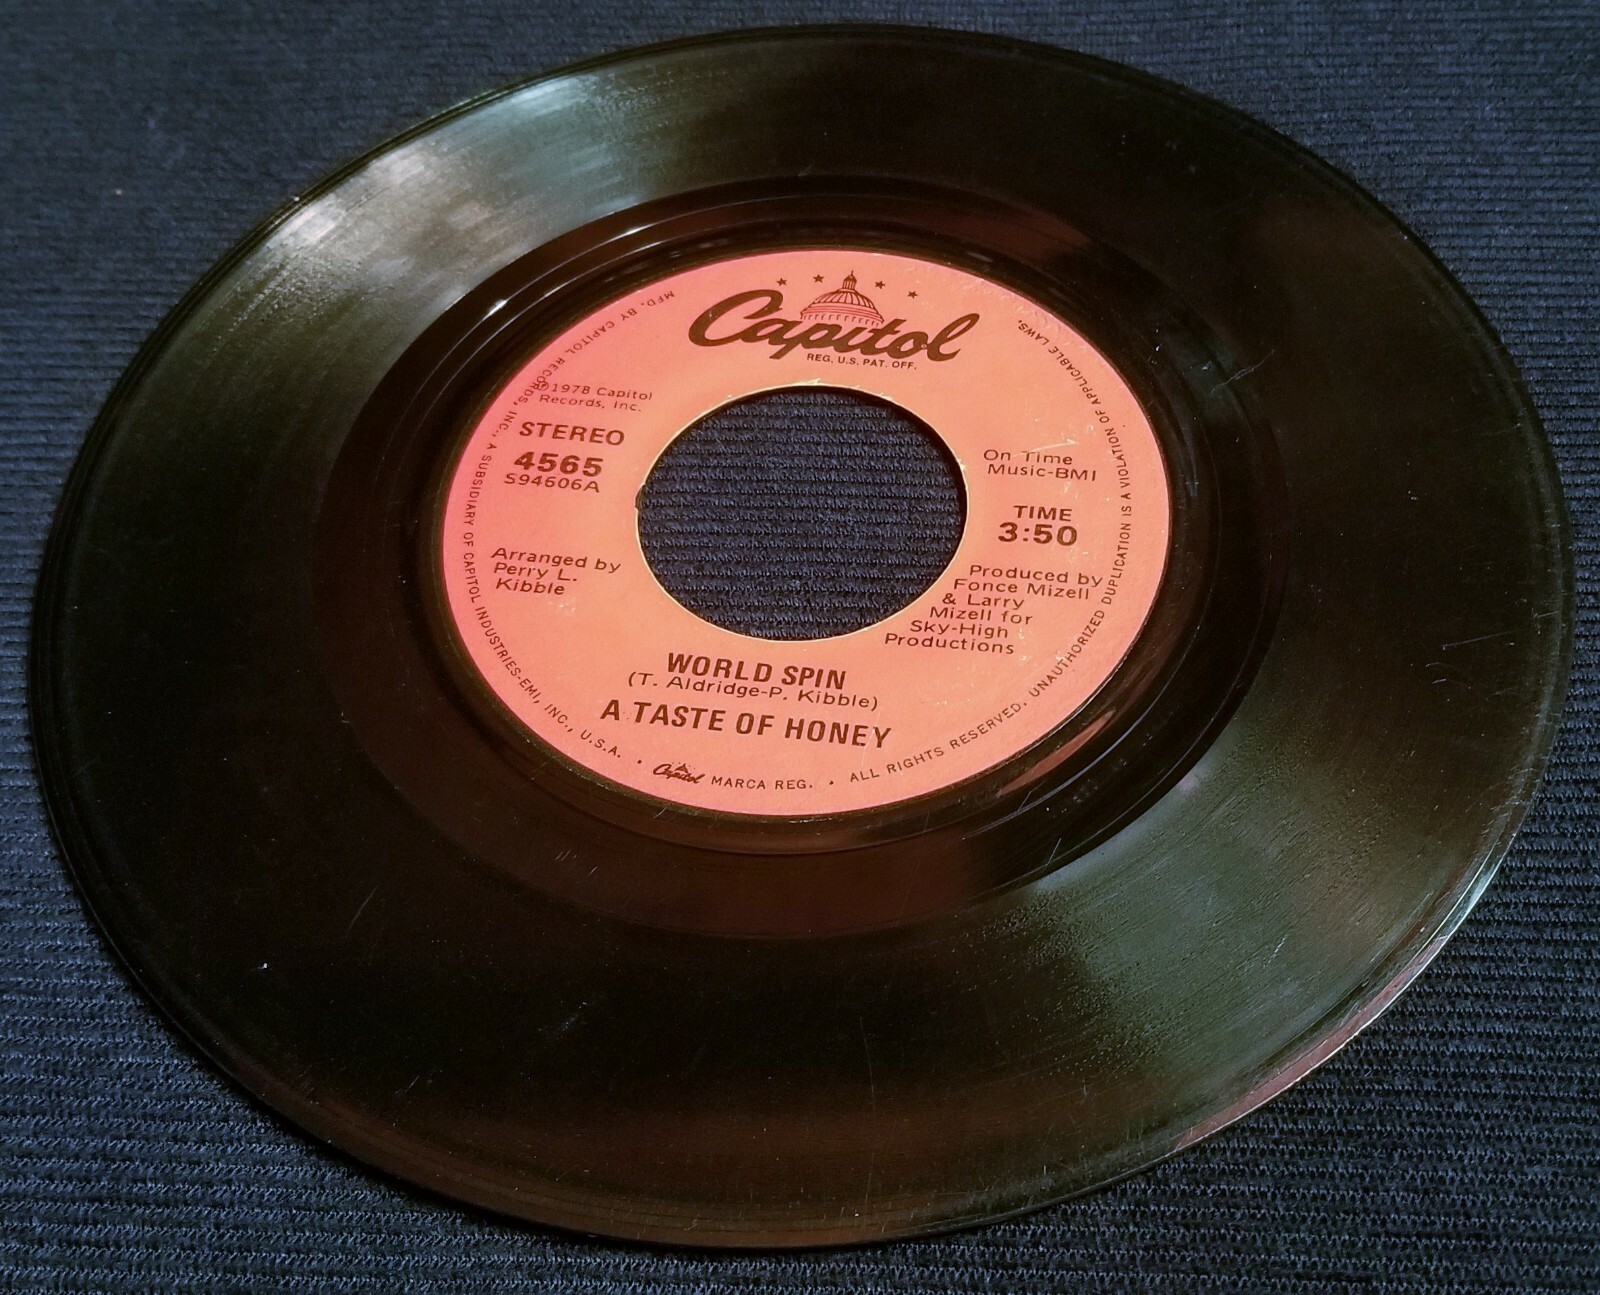 Capitol
REG. U.S. PAT. OFF.
℗1978 Capitol
Records, Inc.
STEREO
4565
S94606A
Arranged by
Perry L.
Kibble
On Time
Music-BMI
TIME
3:50
Produced by
Fonce Mizell
& Larry
Mizell for
Sky-High
Productions
WORLD SPIN
(T. Aldridge-P. Kibble)
A TASTE OF HONEY
MFD. BY CAPITOL RECORDS, INC., A SUBSIDIARY OF CAPITOL INDUSTRIES-EMI, INC., U.S.A. • Capitol MARCA REG. • ALL RIGHTS RESERVED. UNAUTHORIZED DUPLICATION IS A VIOLATION OF APPLICABLE LAWS.